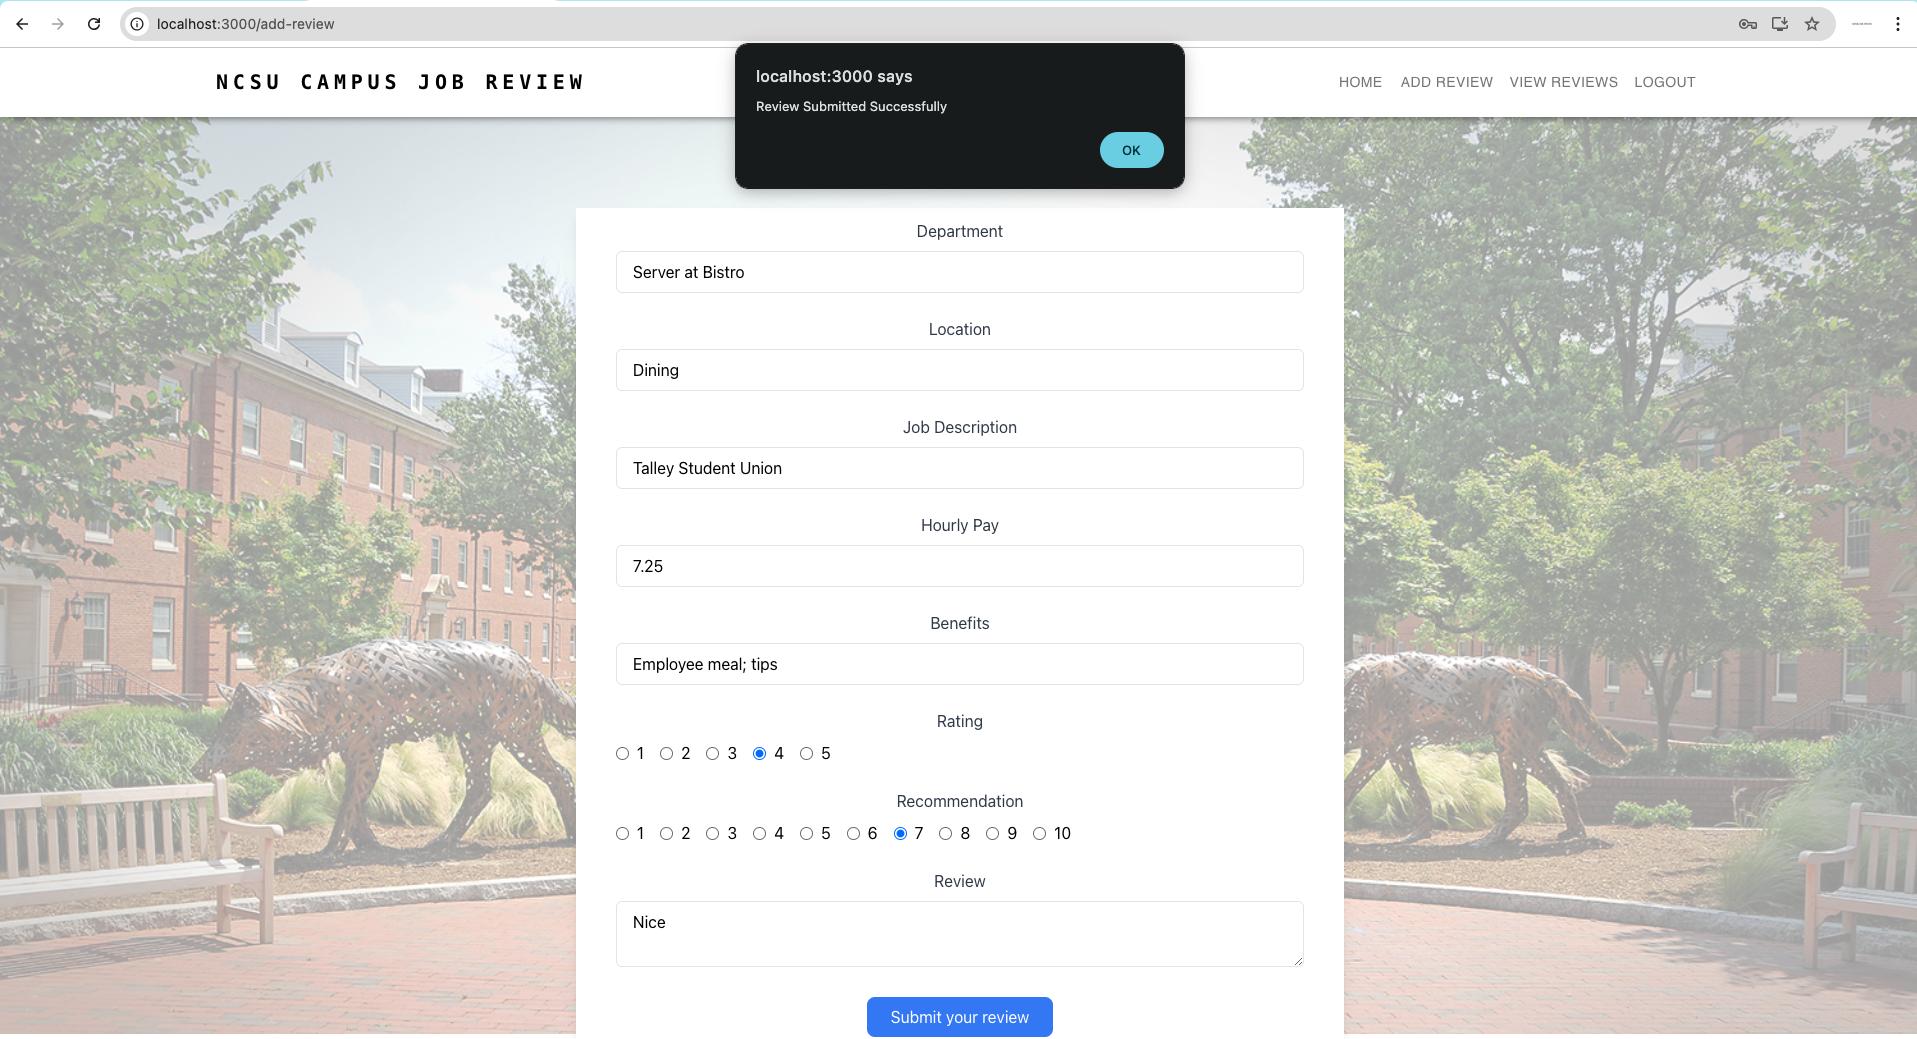 localhost:3000/add-review
NCSU CAMPUS JOB REVIEW
HOME ADD REVIEW VIEW REVIEWS LOGOUT
localhost:3000 says
Review Submitted Successfully
OK
Department
Server at Bistro
Location
Dining
Job Description
Talley Student Union
Hourly Pay
7.25
Benefits
Employee meal; tips
Rating
1 2 3 4 5
Recommendation
1 2 3 4 5 6 7 8 9 10
Review
Nice
Submit your review